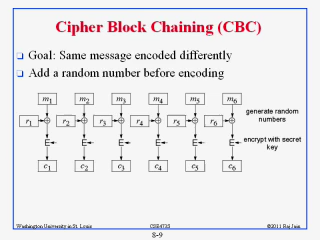 Cipher Block Chaining (CBC)
Goal: Same message encoded differently
Add a random number before encoding
m1 m2 m3 m4 m5 m6
generate random
numbers
r1 r2 r3 r4 r5 r6
encrypt with secret
key
E E E E E E
c1 c2 c3 c4 c5 c6
Washington University in St. Louis CSE473S ©2011 Raj Jain
8-9